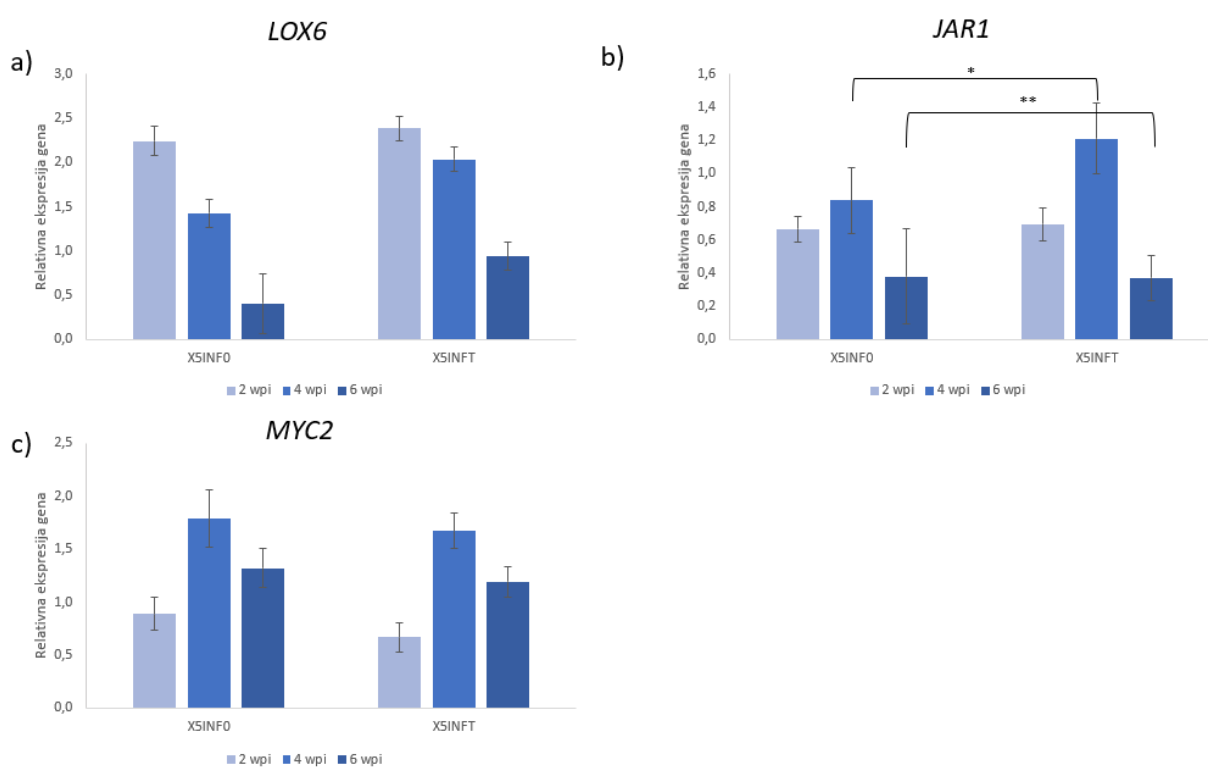 LOX6
a)
Relativna ekspresija gena
3,0
2,5
2,0
1,5
1,0
0,5
0,0
X5INF0 X5INFT
2 wpi 4 wpi 6 wpi
JAR1
b)
Relativna ekspresija gena
1,6
1,4
1,2
1,0
0,8
0,6
0,4
0,2
0,0
*
**
X5INF0 X5INFT
2 wpi 4 wpi 6 wpi
MYC2
c)
Relativna ekspresija gena
2,5
2,0
1,5
1,0
0,5
0,0
X5INF0 X5INFT
2 wpi 4 wpi 6 wpi